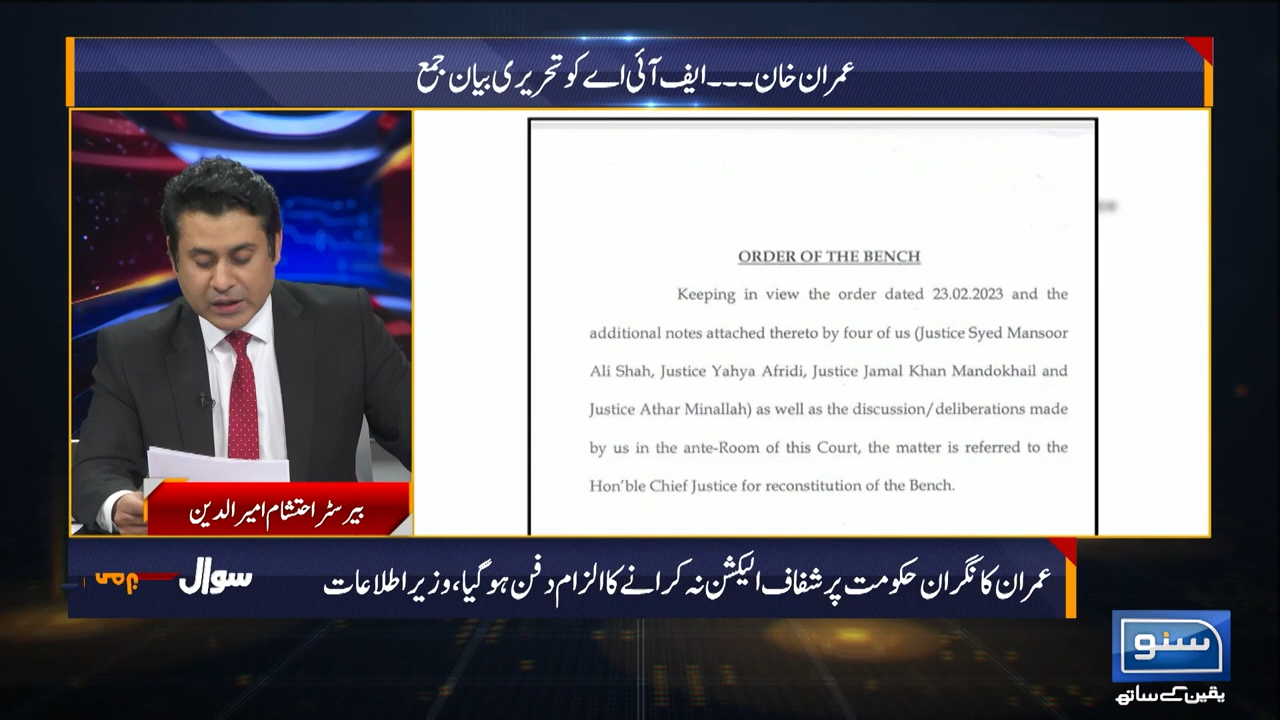 عمران خان۔۔۔ایف آئی اے کو تحریری بیان جمع
ORDER OF THE BENCH
Keeping in view the order dated 23.02.2023 and the
additional notes attached thereto by four of us (Justice Syed Mansoor
Ali Shah, Justice Yahya Afridi, Justice Jamal Khan Mandokhail and
Justice Athar Minallah) as well as the discussion/deliberations made
by us in the ante-Room of this Court, the matter is referred to the
Hon'ble Chief Justice for reconstitution of the Bench.
بیرسٹر احتشام امیرالدین
عمران کا نگران حکومت پر شفاف الیکشن نہ کرانے کا الزام دفن ہوگیا، وزیر اطلاعات
سوال
سنو
یقین کے ساتھ